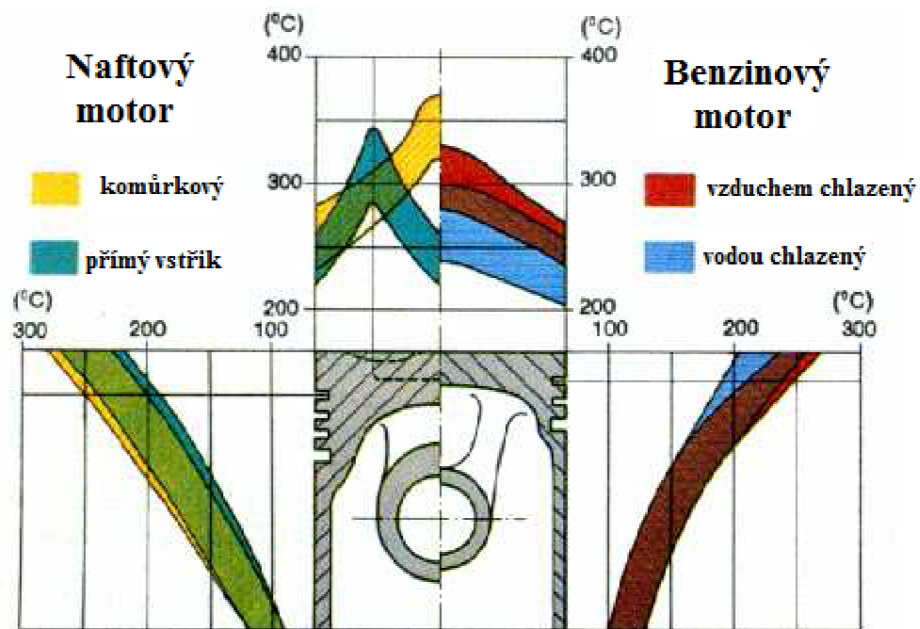 (°C)
(°C)
400
400
Naftový
motor
Benzinový
motor
komůrkový
300
300
vzduchem chlazený
přímý vstřik
vodou chlazený
(°C)
200
200
(°C)
300
200
100
100
200
300